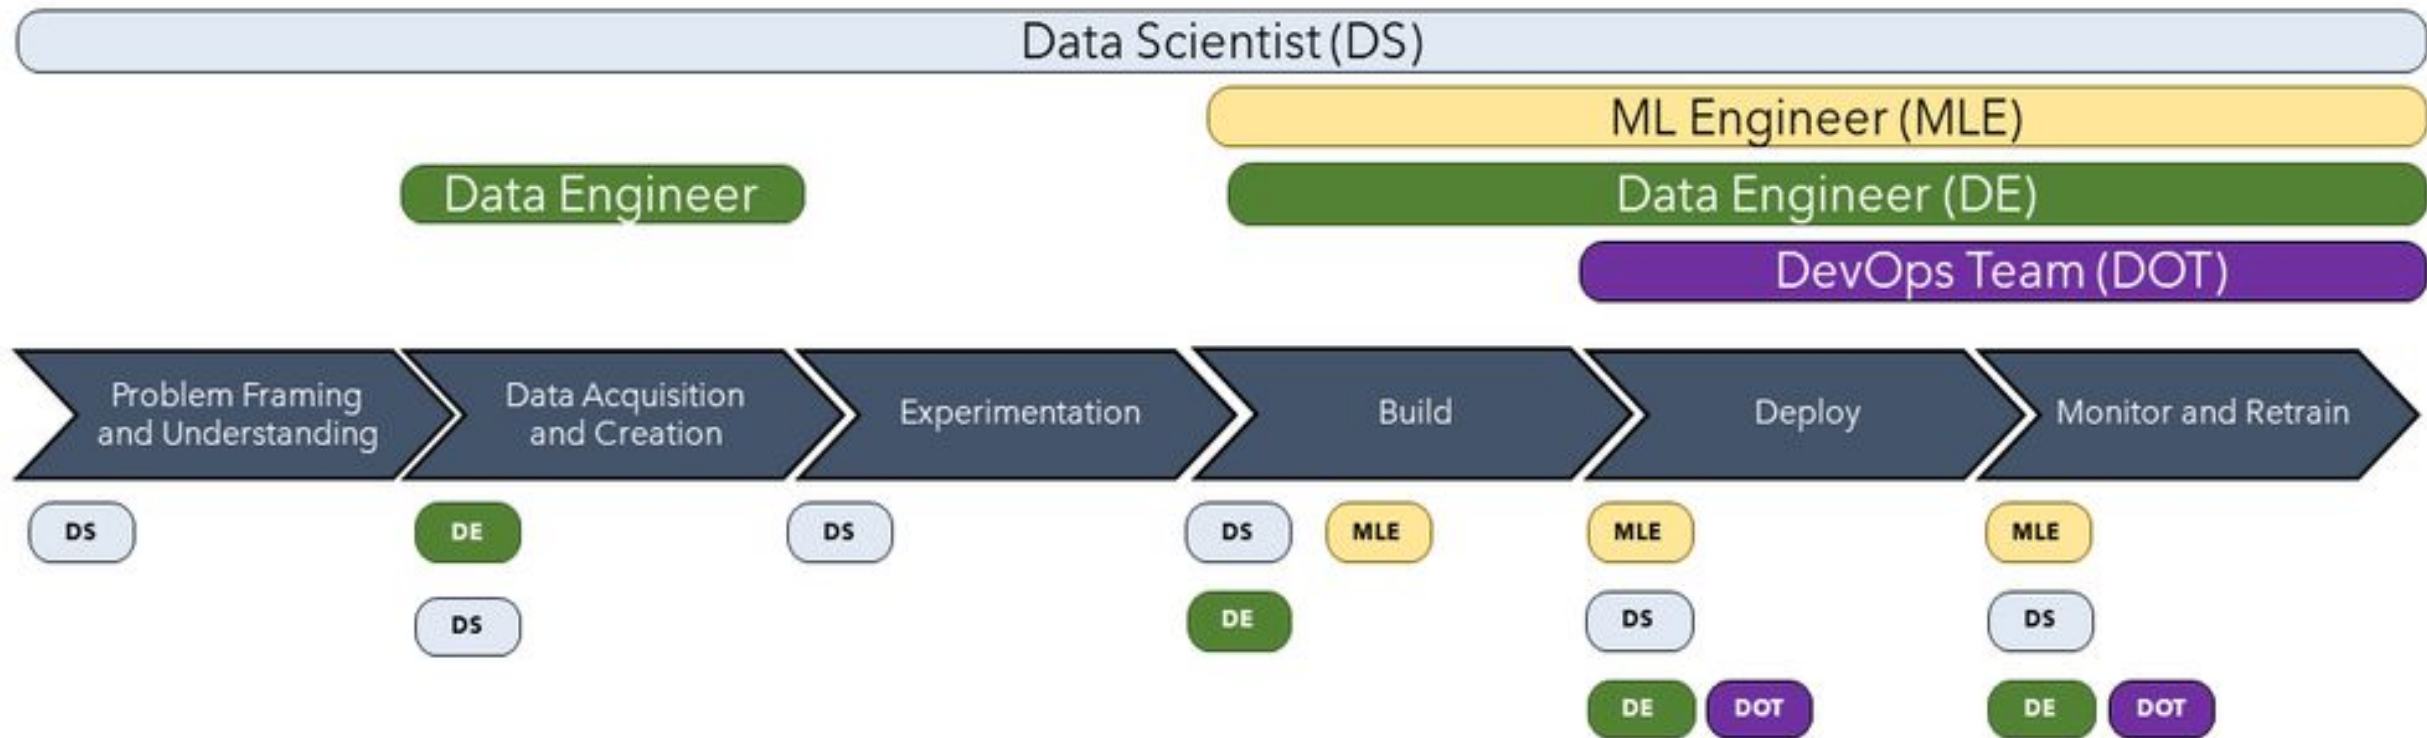 Data Scientist (DS)
ML Engineer (MLE)
Data Engineer
Data Engineer (DE)
DevOps Team (DOT)
Problem Framing
and Understanding
Data Acquisition
and Creation
Experimentation
Build
Deploy
Monitor and Retrain
DS
DE
DS
DS
DS
MLE
DE
MLE
DS
DE
DOT
MLE
DS
DE
DOT